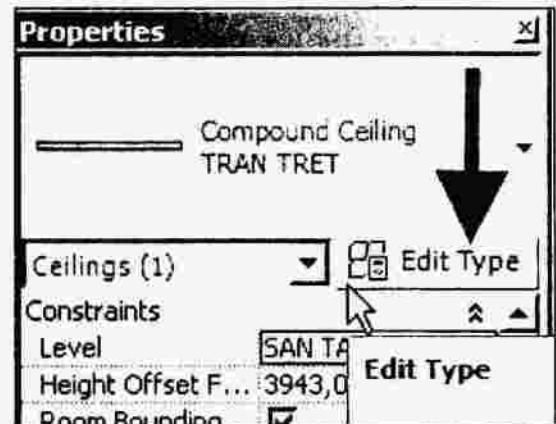 Properties
Compound Ceiling
TRAN TRET
Ceilings (1)
Edit Type
Constraints
Level
SAN TA
Height Offset F... 3943,0
Edit Type
Room Bounding